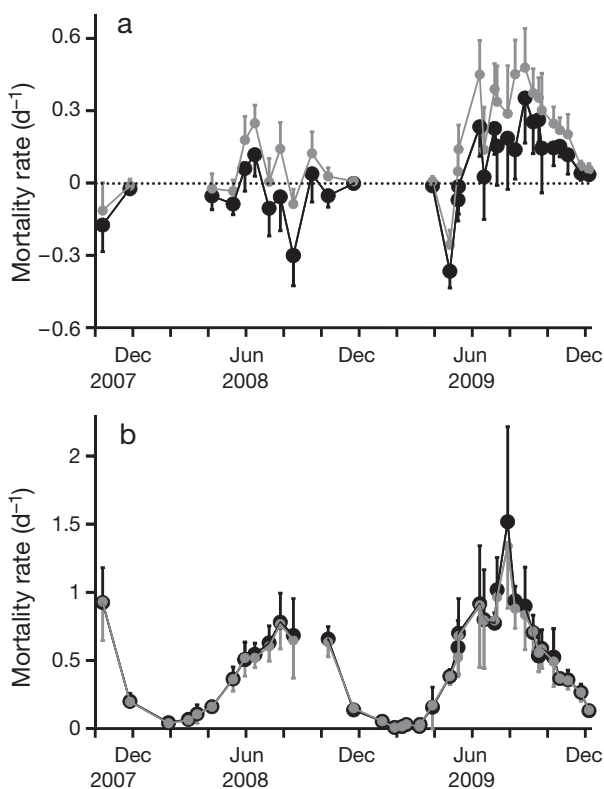 a
Mortality rate (d⁻¹)
0.6
0.3
0
−0.3
−0.6
Dec Jun Dec Jun Dec
2007 2008 2009
b
Mortality rate (d⁻¹)
2
1.5
1
0.5
0
Dec Jun Dec Jun Dec
2007 2008 2009